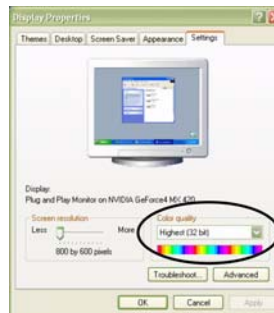 Display Properties
Themes Desktop Screen Saver Appearance Settings
Display:
Plug and Play Monitor on NVIDIA GeForce4 MX 420
Screen resolution
Less More
800 by 600 pixels
Color quality
Highest (32 bit)
Troubleshoot... Advanced
OK Cancel Apply